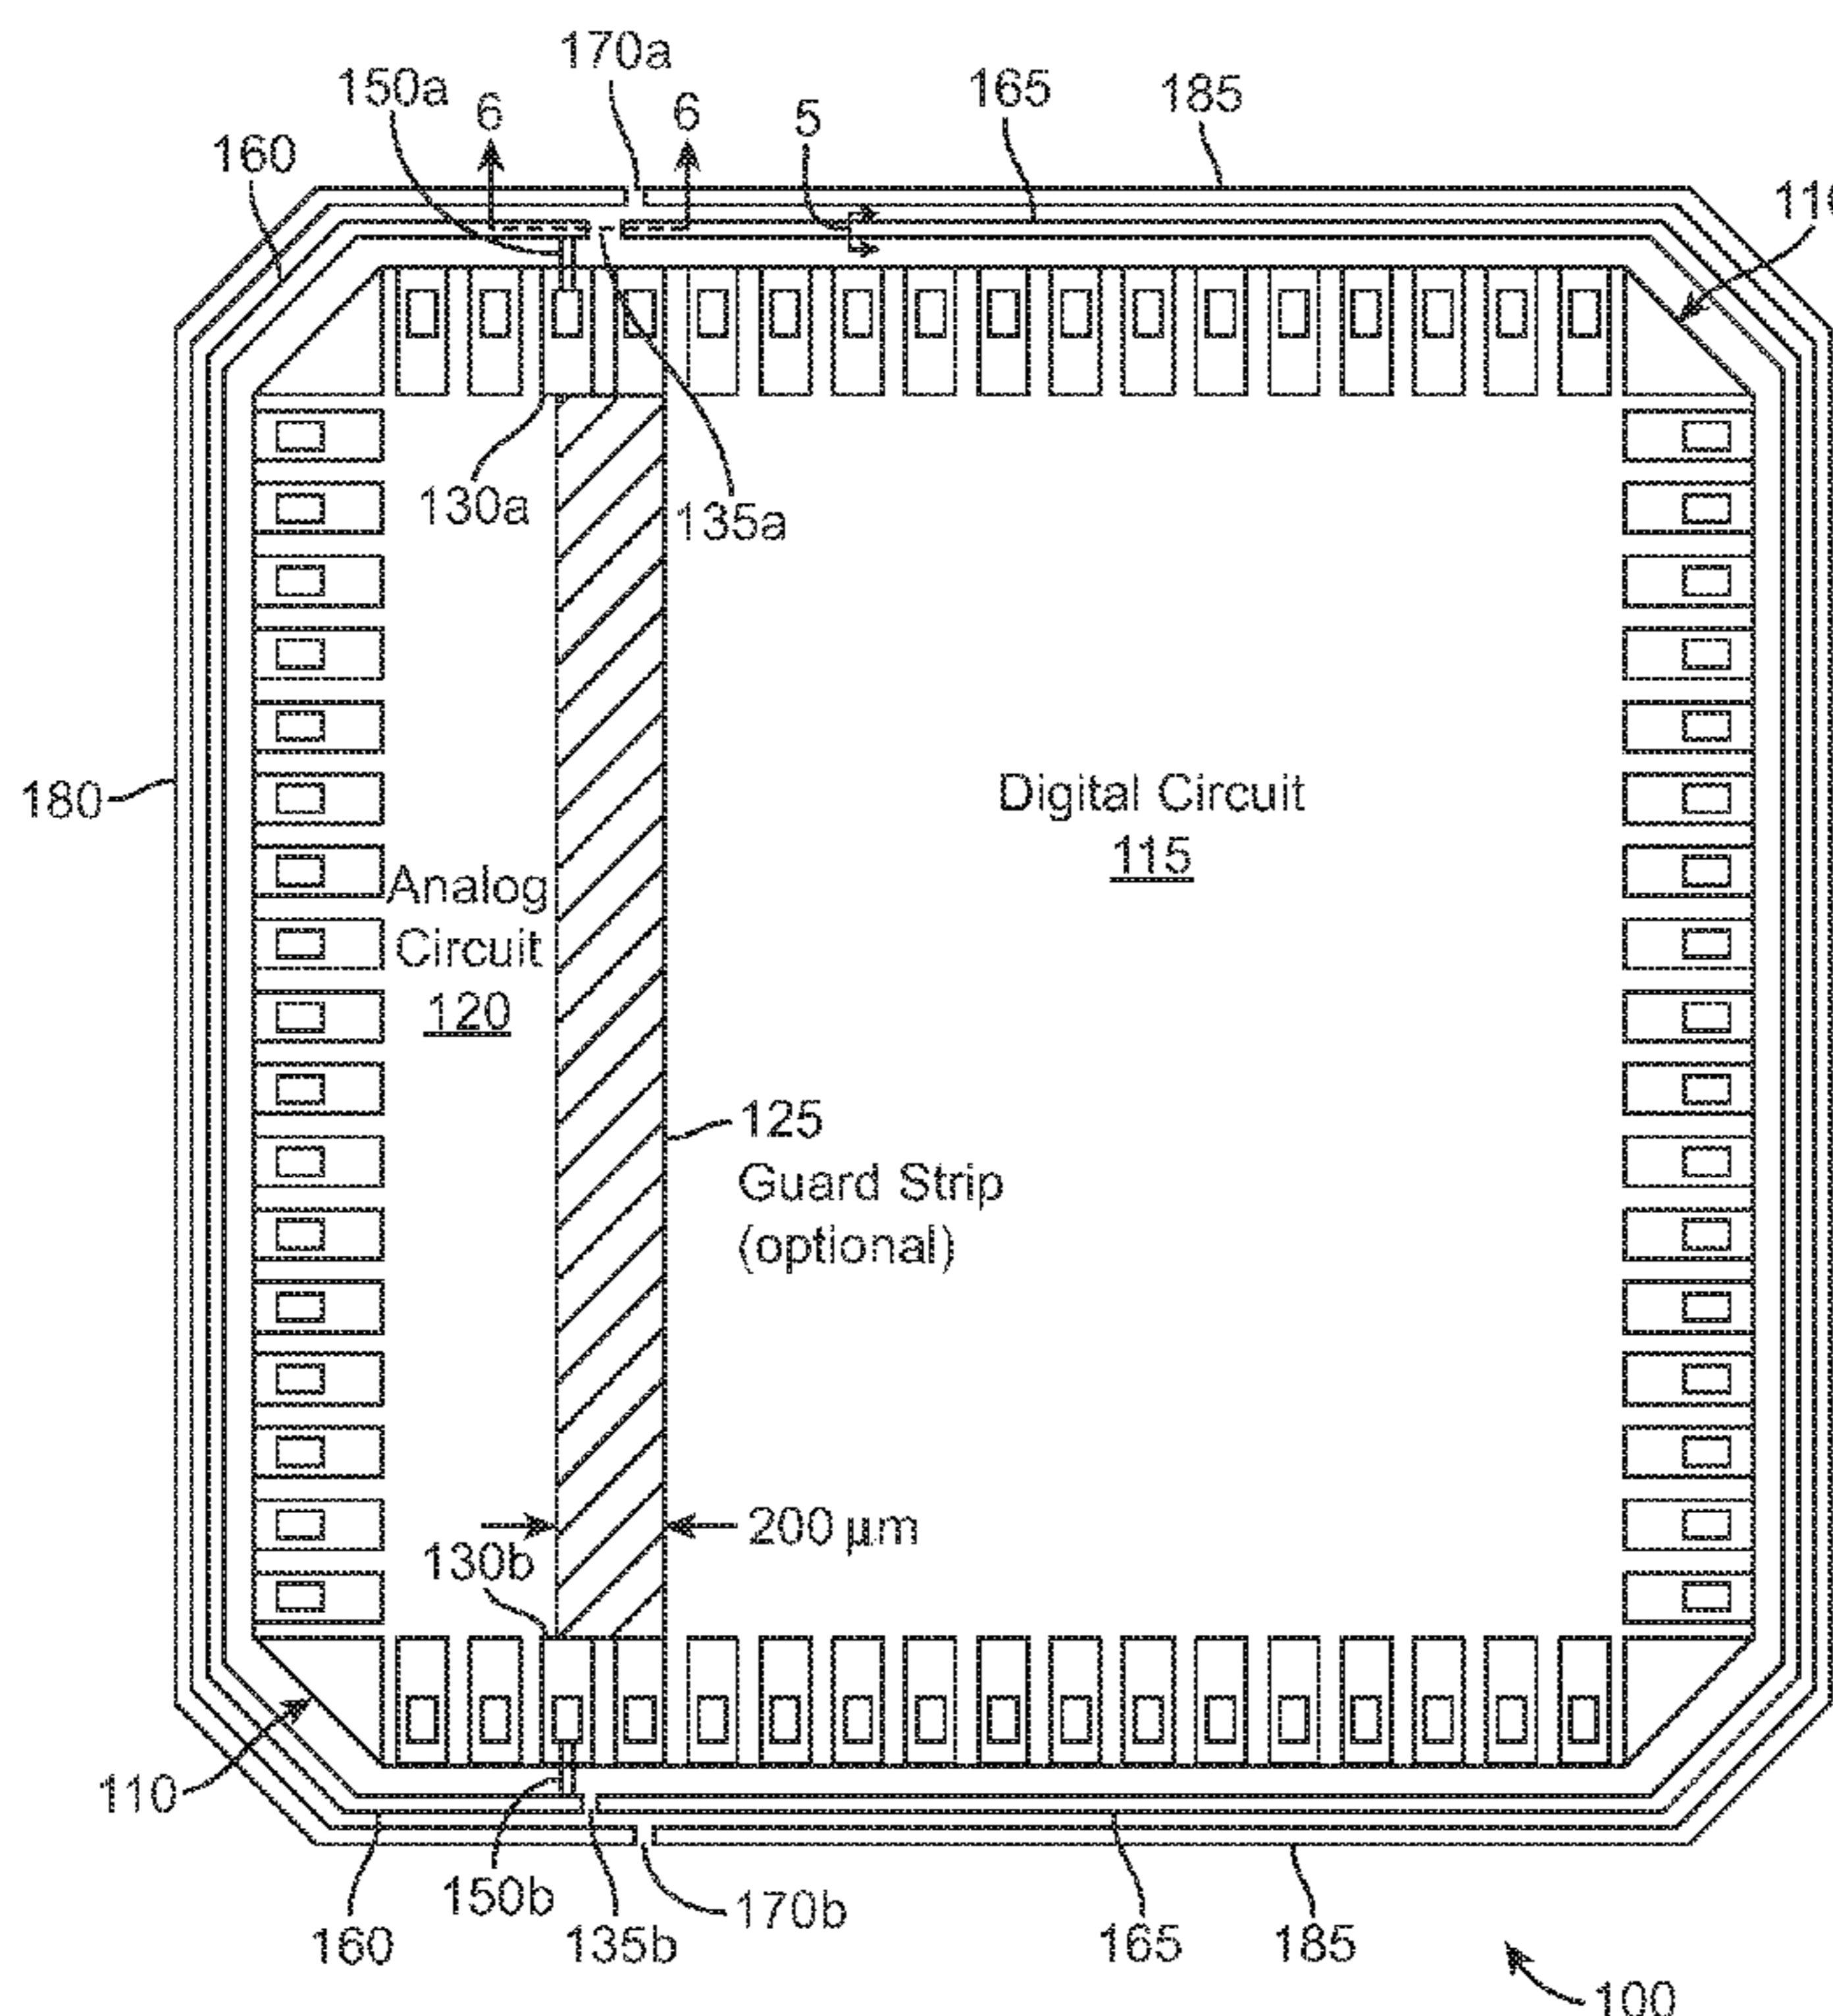 170a
150a
6
6
5
165
185
160
110
130a
135a
180
Digital Circuit
115
Analog
Circuit
120
125
Guard Strip
(optional)
200 µm
130b
110
150b
170b
160
135b
165
185
100